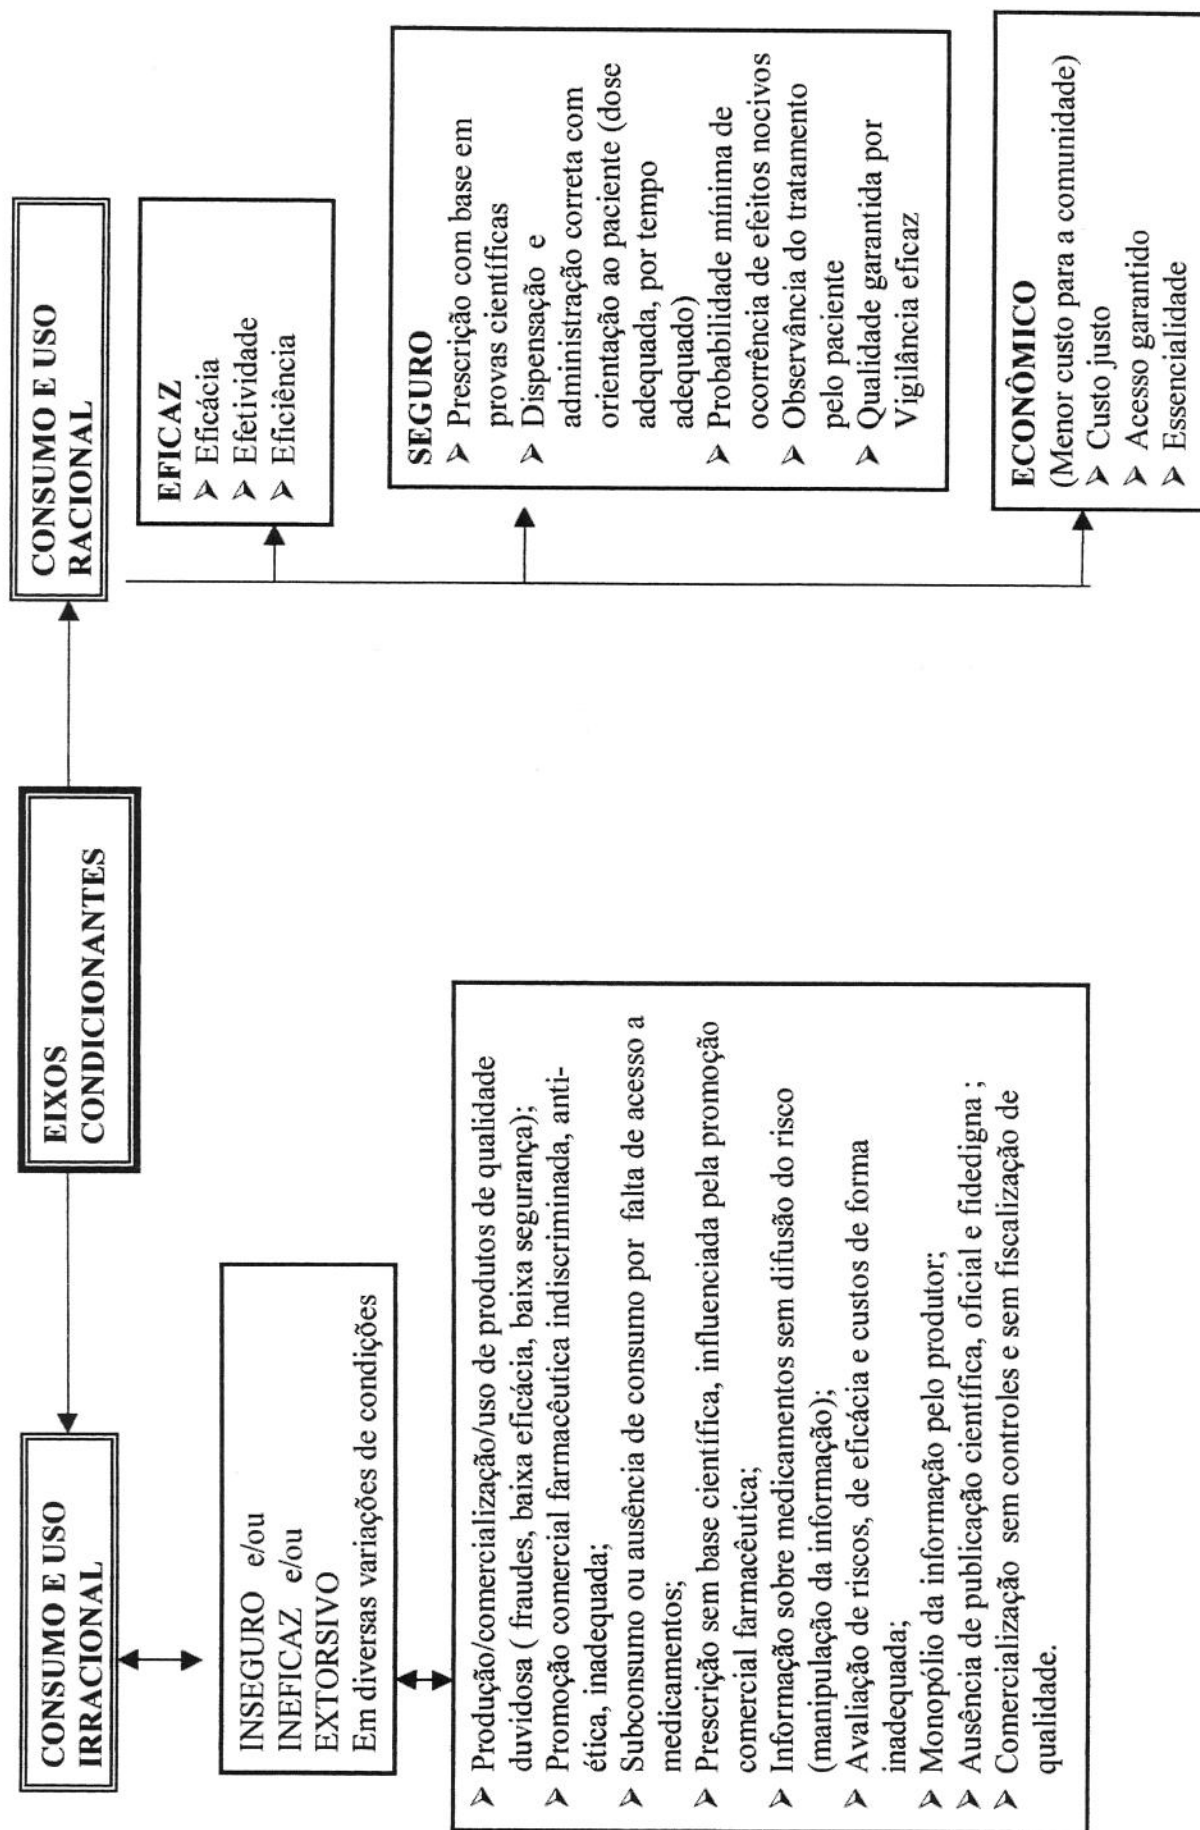 EIXOS
CONDICIONANTES
CONSUMO E USO
IRRACIONAL
INSEGURO e/ou
INEFICAZ e/ou
EXTORSIVO
Em diversas variações de condições
➢ Produção/comercialização/uso de produtos de qualidade
duvidosa ( fraudes, baixa eficácia, baixa segurança);
➢ Promoção comercial farmacêutica indiscriminada, anti-
ética, inadequada;
➢ Subconsumo ou ausência de consumo por falta de acesso a
medicamentos;
➢ Prescrição sem base científica, influenciada pela promoção
comercial farmacêutica;
➢ Informação sobre medicamentos sem difusão do risco
(manipulação da informação);
➢ Avaliação de riscos, de eficácia e custos de forma
inadequada;
➢ Monopólio da informação pelo produtor;
➢ Ausência de publicação científica, oficial e fidedigna ;
➢ Comercialização sem controles e sem fiscalização de
qualidade.
CONSUMO E USO
RACIONAL
EFICAZ
➢ Eficácia
➢ Efetividade
➢ Eficiência
SEGURO
➢ Prescrição com base em
provas científicas
➢ Dispensação e
administração correta com
orientação ao paciente (dose
adequada, por tempo
adequado)
➢ Probabilidade mínima de
ocorrência de efeitos nocivos
➢ Observância do tratamento
pelo paciente
➢ Qualidade garantida por
Vigilância eficaz
ECONÔMICO
(Menor custo para a comunidade)
➢ Custo justo
➢ Acesso garantido
➢ Essencialidade